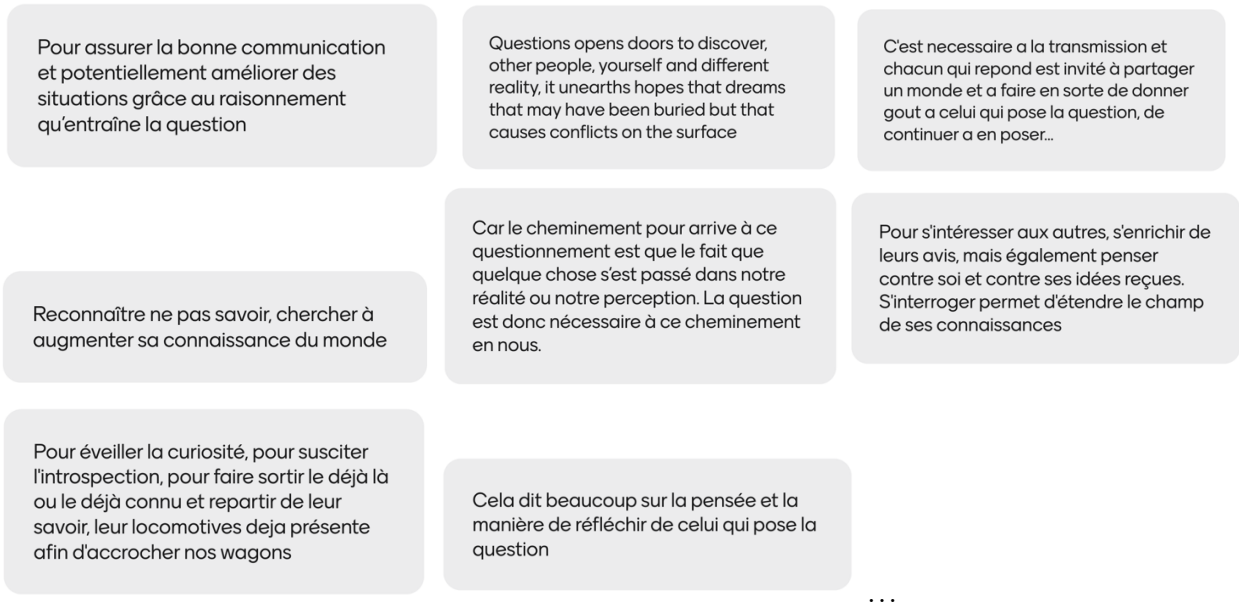 Pour assurer la bonne communication
et potentiellement améliorer des
situations grâce au raisonnement
qu'entraîne la question
Questions opens doors to discover,
other people, yourself and different
reality, it unearths hopes that dreams
that may have been buried but that
causes conflicts on the surface
C'est necessaire a la transmission et
chacun qui repond est invité à partager
un monde et a faire en sorte de donner
gout a celui qui pose la question, de
continuer a en poser...
Reconnaître ne pas savoir, chercher à
augmenter sa connaissance du monde
Car le cheminement pour arrive à ce
questionnement est que le fait que
quelque chose s'est passé dans notre
réalité ou notre perception. La question
est donc nécessaire à ce cheminement
en nous.
Pour s'intéresser aux autres, s'enrichir de
leurs avis, mais également penser
contre soi et contre ses idées reçues.
S'interroger permet d'étendre le champ
de ses connaissances
Pour éveiller la curiosité, pour susciter
l'introspection, pour faire sortir le déjà là
ou le déjà connu et repartir de leur
savoir, leur locomotives deja présente
afin d'accrocher nos wagons
Cela dit beaucoup sur la pensée et la
manière de réfléchir de celui qui pose la
question
...